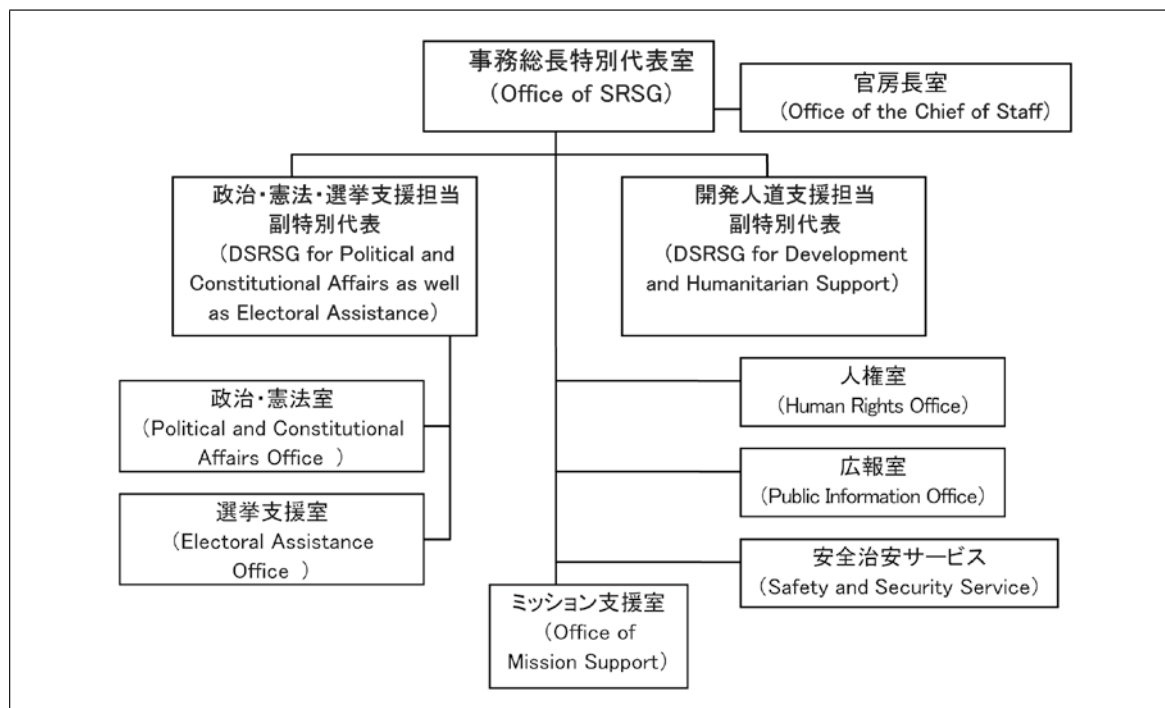 事務総長特別代表室
(Office of SRSG)
官房長室
(Office of the Chief of Staff)
政治・憲法・選挙支援担当
副特別代表
(DSRSG for Political and
Constitutional Affairs as well
as Electoral Assistance)
開発人道支援担当
副特別代表
(DSRSG for Development
and Humanitarian Support)
人権室
(Human Rights Office)
政治・憲法室
(Political and Constitutional
Affairs Office )
広報室
(Public Information Office)
選挙支援室
(Electoral Assistance
Office )
安全治安サービス
(Safety and Security Service)
ミッション支援室
(Office of
Mission Support)